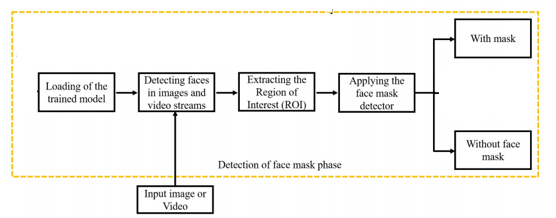 With mask
Loading of the
trained model
Detecting faces
in images and
video streams
Extracting the
Region of
Interest (ROI)
Applying the
face mask
detector
Without face
mask
Detection of face mask phase
Input image or
Video